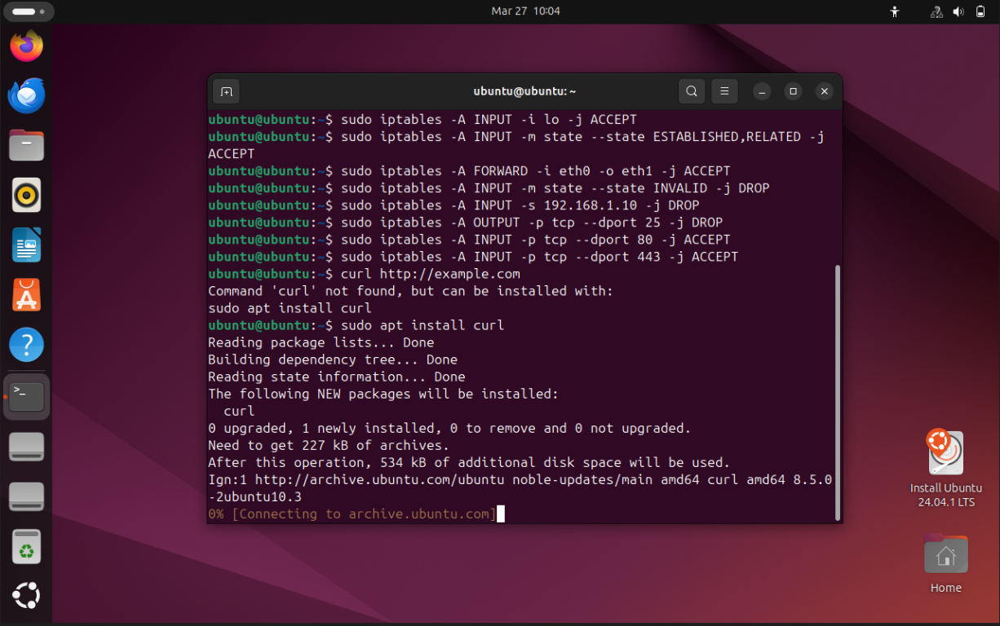 Mar 27 10:04
ubuntu@ubuntu: ~
ubuntu@ubuntu:~$ sudo iptables -A INPUT -i lo -j ACCEPT
ubuntu@ubuntu:~$ sudo iptables -A INPUT -m state --state ESTABLISHED,RELATED -j
ACCEPT
ubuntu@ubuntu:~$ sudo iptables -A FORWARD -i eth0 -o eth1 -j ACCEPT
ubuntu@ubuntu:~$ sudo iptables -A INPUT -m state --state INVALID -j DROP
ubuntu@ubuntu:~$ sudo iptables -A INPUT -s 192.168.1.10 -j DROP
ubuntu@ubuntu:~$ sudo iptables -A OUTPUT -p tcp --dport 25 -j DROP
ubuntu@ubuntu:~$ sudo iptables -A INPUT -p tcp --dport 80 -j ACCEPT
ubuntu@ubuntu:~$ sudo iptables -A INPUT -p tcp --dport 443 -j ACCEPT
ubuntu@ubuntu:~$ curl http://example.com
Command 'curl' not found, but can be installed with:
sudo apt install curl
ubuntu@ubuntu:~$ sudo apt install curl
Reading package lists... Done
Building dependency tree... Done
Reading state information... Done
The following NEW packages will be installed:
  curl
0 upgraded, 1 newly installed, 0 to remove and 0 not upgraded.
Need to get 227 kB of archives.
After this operation, 534 kB of additional disk space will be used.
Ign:1 http://archive.ubuntu.com/ubuntu noble-updates/main amd64 curl amd64 8.5.0
-2ubuntu10.3
0% [Connecting to archive.ubuntu.com]
Install Ubuntu
24.04.1 LTS
Home